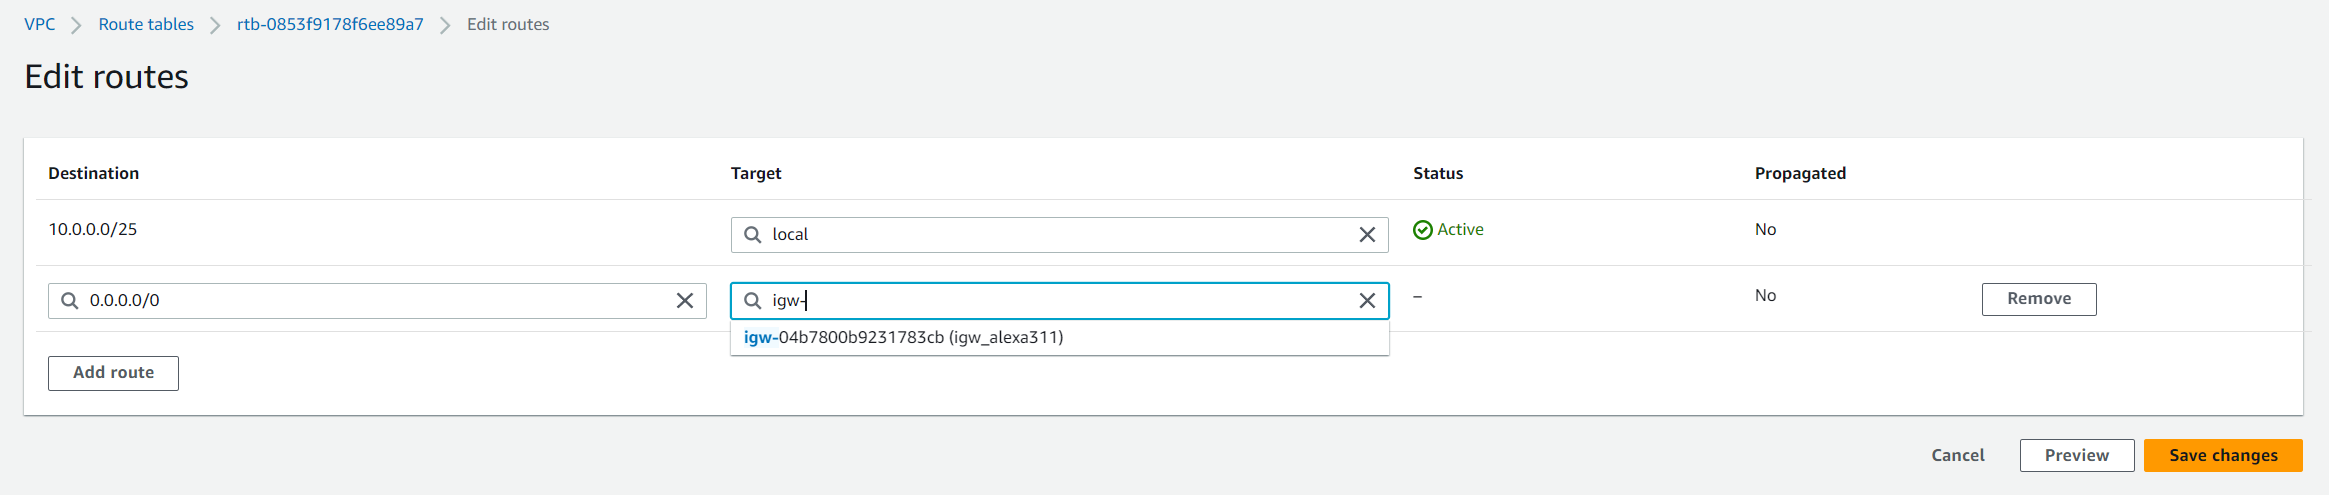 VPC Route tables rtb-0853f9178f6ee89a7 Edit routes
Edit routes
Destination Target Status Propagated
10.0.0.0/25 local Active No
0.0.0.0/0 igw- – No Remove
igw-04b7800b9231783cb (igw_alexa311)
Add route
Cancel Preview Save changes